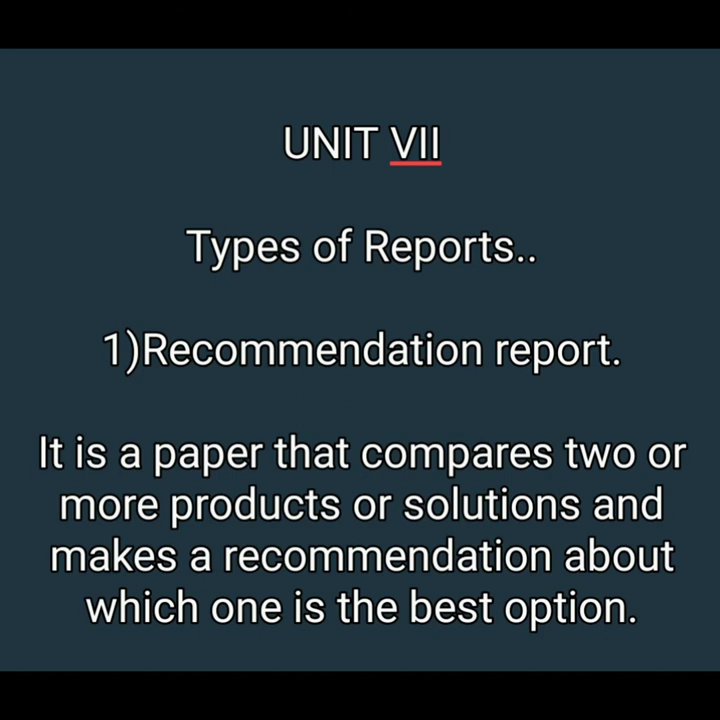 UNIT VII
Types of Reports..
1)Recommendation report.
It is a paper that compares two or
more products or solutions and
makes a recommendation about
which one is the best option.